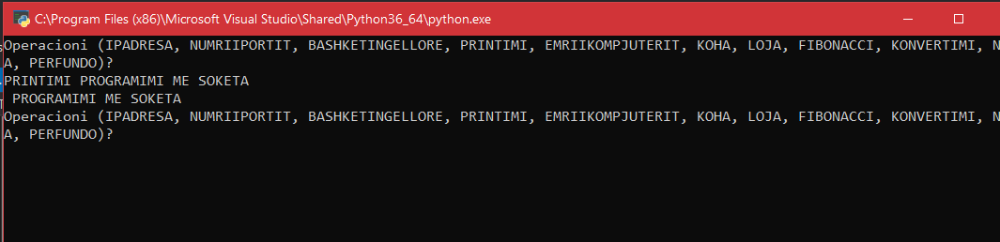 C:\Program Files (x86)\Microsoft Visual Studio\Shared\Python36_64\python.exe
Operacioni (IPADRESA, NUMRIIPORTIT, BASHKETINGELLORE, PRINTIMI, EMRIIKOMPJUTERIT, KOHA, LOJA, FIBONACCI, KONVERTIMI, N
A, PERFUNDO)?
PRINTIMI PROGRAMIMI ME SOKETA
PROGRAMIMI ME SOKETA
Operacioni (IPADRESA, NUMRIIPORTIT, BASHKETINGELLORE, PRINTIMI, EMRIIKOMPJUTERIT, KOHA, LOJA, FIBONACCI, KONVERTIMI, N
A, PERFUNDO)?